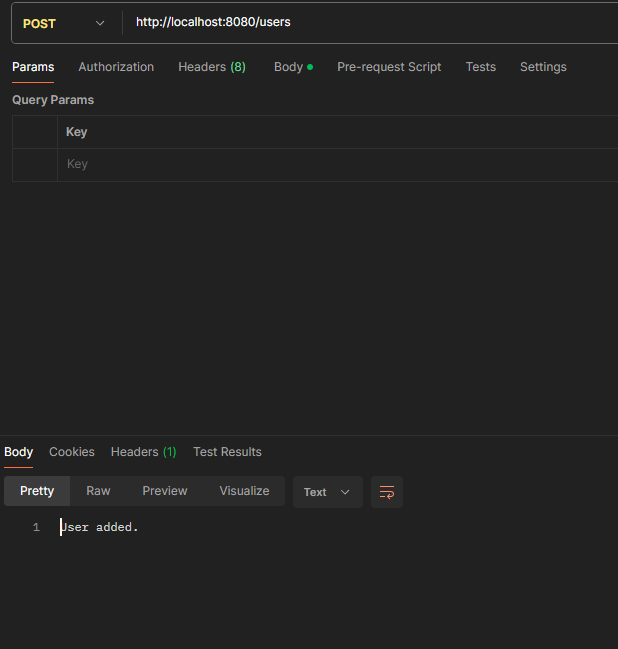 POST http://localhost:8080/users
Params Authorization Headers (8) Body Pre-request Script Tests Settings
Query Params
Key
Key
Body Cookies Headers (1) Test Results
Pretty Raw Preview Visualize Text
1 User added.